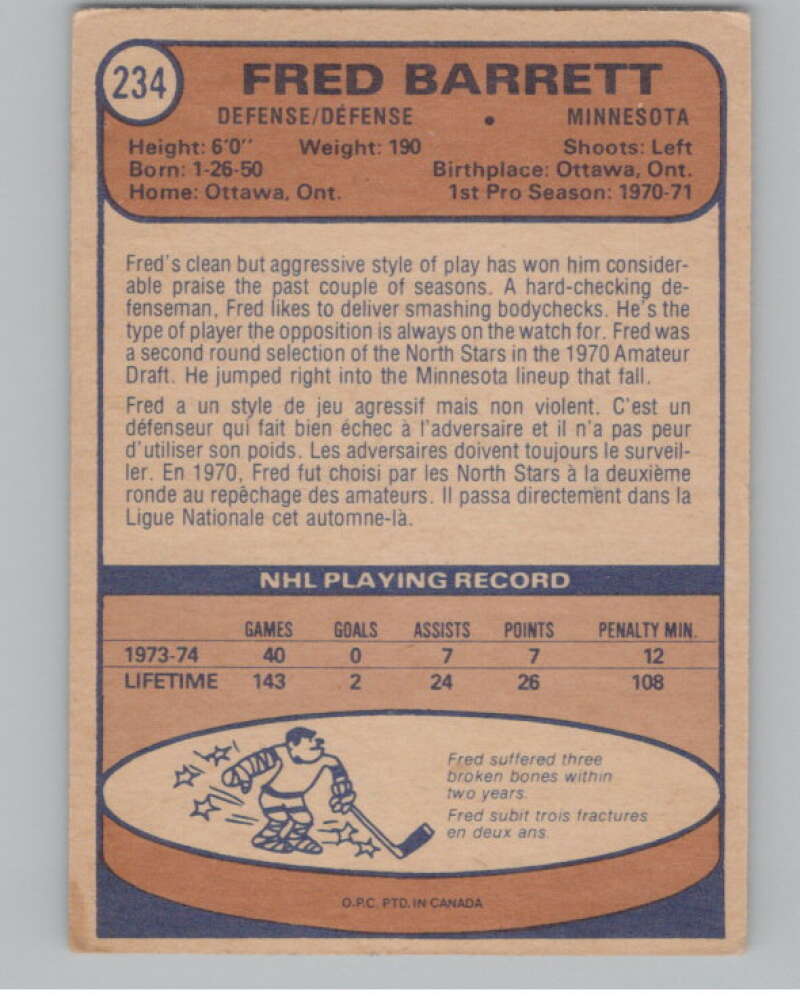 234
FRED BARRETT
DEFENSE/DÉFENSE • MINNESOTA
Height: 6'0" Weight: 190 Shoots: Left
Born: 1-26-50 Birthplace: Ottawa, Ont.
Home: Ottawa, Ont. 1st Pro Season: 1970-71
Fred's clean but aggressive style of play has won him consider-
able praise the past couple of seasons. A hard-checking de-
fenseman, Fred likes to deliver smashing bodychecks. He's the
type of player the opposition is always on the watch for. Fred was
a second round selection of the North Stars in the 1970 Amateur
Draft. He jumped right into the Minnesota lineup that fall.
Fred a un style de jeu agressif mais non violent. C'est un
défenseur qui fait bien échec à l'adversaire et il n'a pas peur
d'utiliser son poids. Les adversaires doivent toujours le surveil-
ler. En 1970, Fred fut choisi par les North Stars à la deuxième
ronde au repêchage des amateurs. Il passa directement dans la
Ligue Nationale cet automne-là.
NHL PLAYING RECORD
GAMES GOALS ASSISTS POINTS PENALTY MIN.
1973-74 40 0 7 7 12
LIFETIME 143 2 24 26 108
Fred suffered three
broken bones within
two years.
Fred subit trois fractures
en deux ans.
O.P.C. PTD. IN CANADA